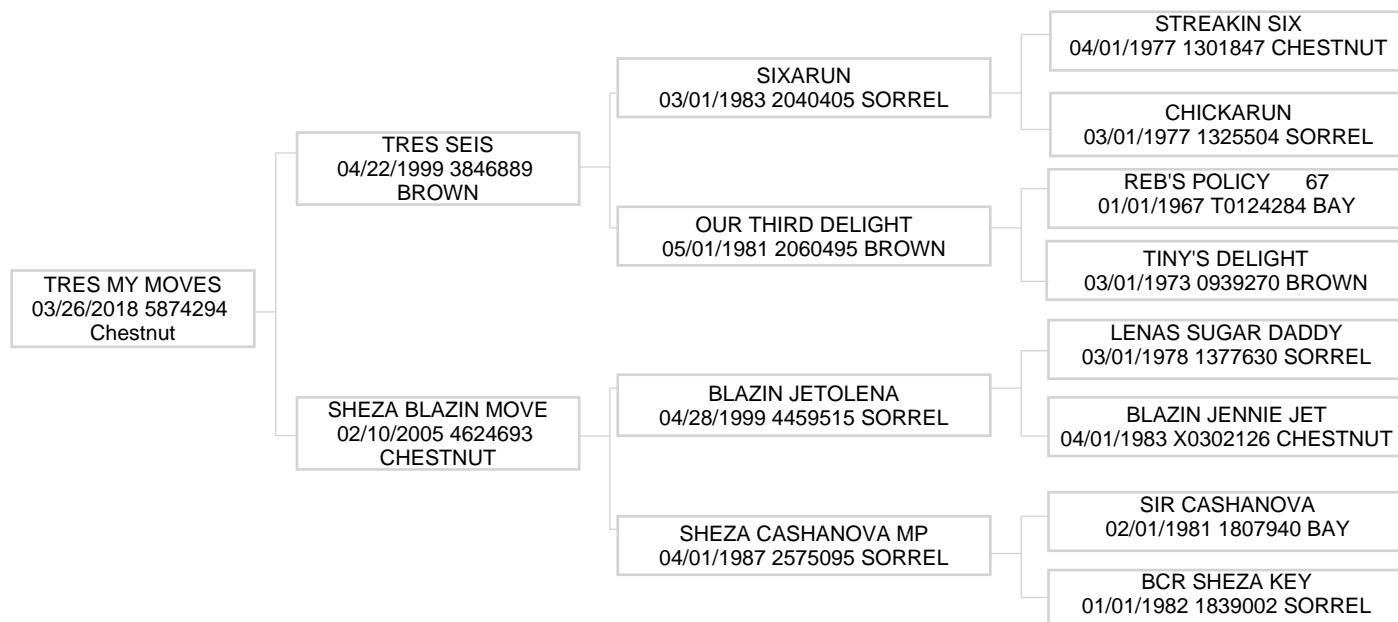 TRES MY MOVES
03/26/2018 5874294
Chestnut
TRES SEIS
04/22/1999 3846889
BROWN
SHEZA BLAZIN MOVE
02/10/2005 4624693
CHESTNUT
SIXARUN
03/01/1983 2040405 SORREL
OUR THIRD DELIGHT
05/01/1981 2060495 BROWN
BLAZIN JETOLENA
04/28/1999 4459515 SORREL
SHEZA CASHANOVA MP
04/01/1987 2575095 SORREL
STREAKIN SIX
04/01/1977 1301847 CHESTNUT
CHICKARUN
03/01/1977 1325504 SORREL
REB'S POLICY 67
01/01/1967 T0124284 BAY
TINY'S DELIGHT
03/01/1973 0939270 BROWN
LENAS SUGAR DADDY
03/01/1978 1377630 SORREL
BLAZIN JENNIE JET
04/01/1983 X0302126 CHESTNUT
SIR CASHANOVA
02/01/1981 1807940 BAY
BCR SHEZA KEY
01/01/1982 1839002 SORREL